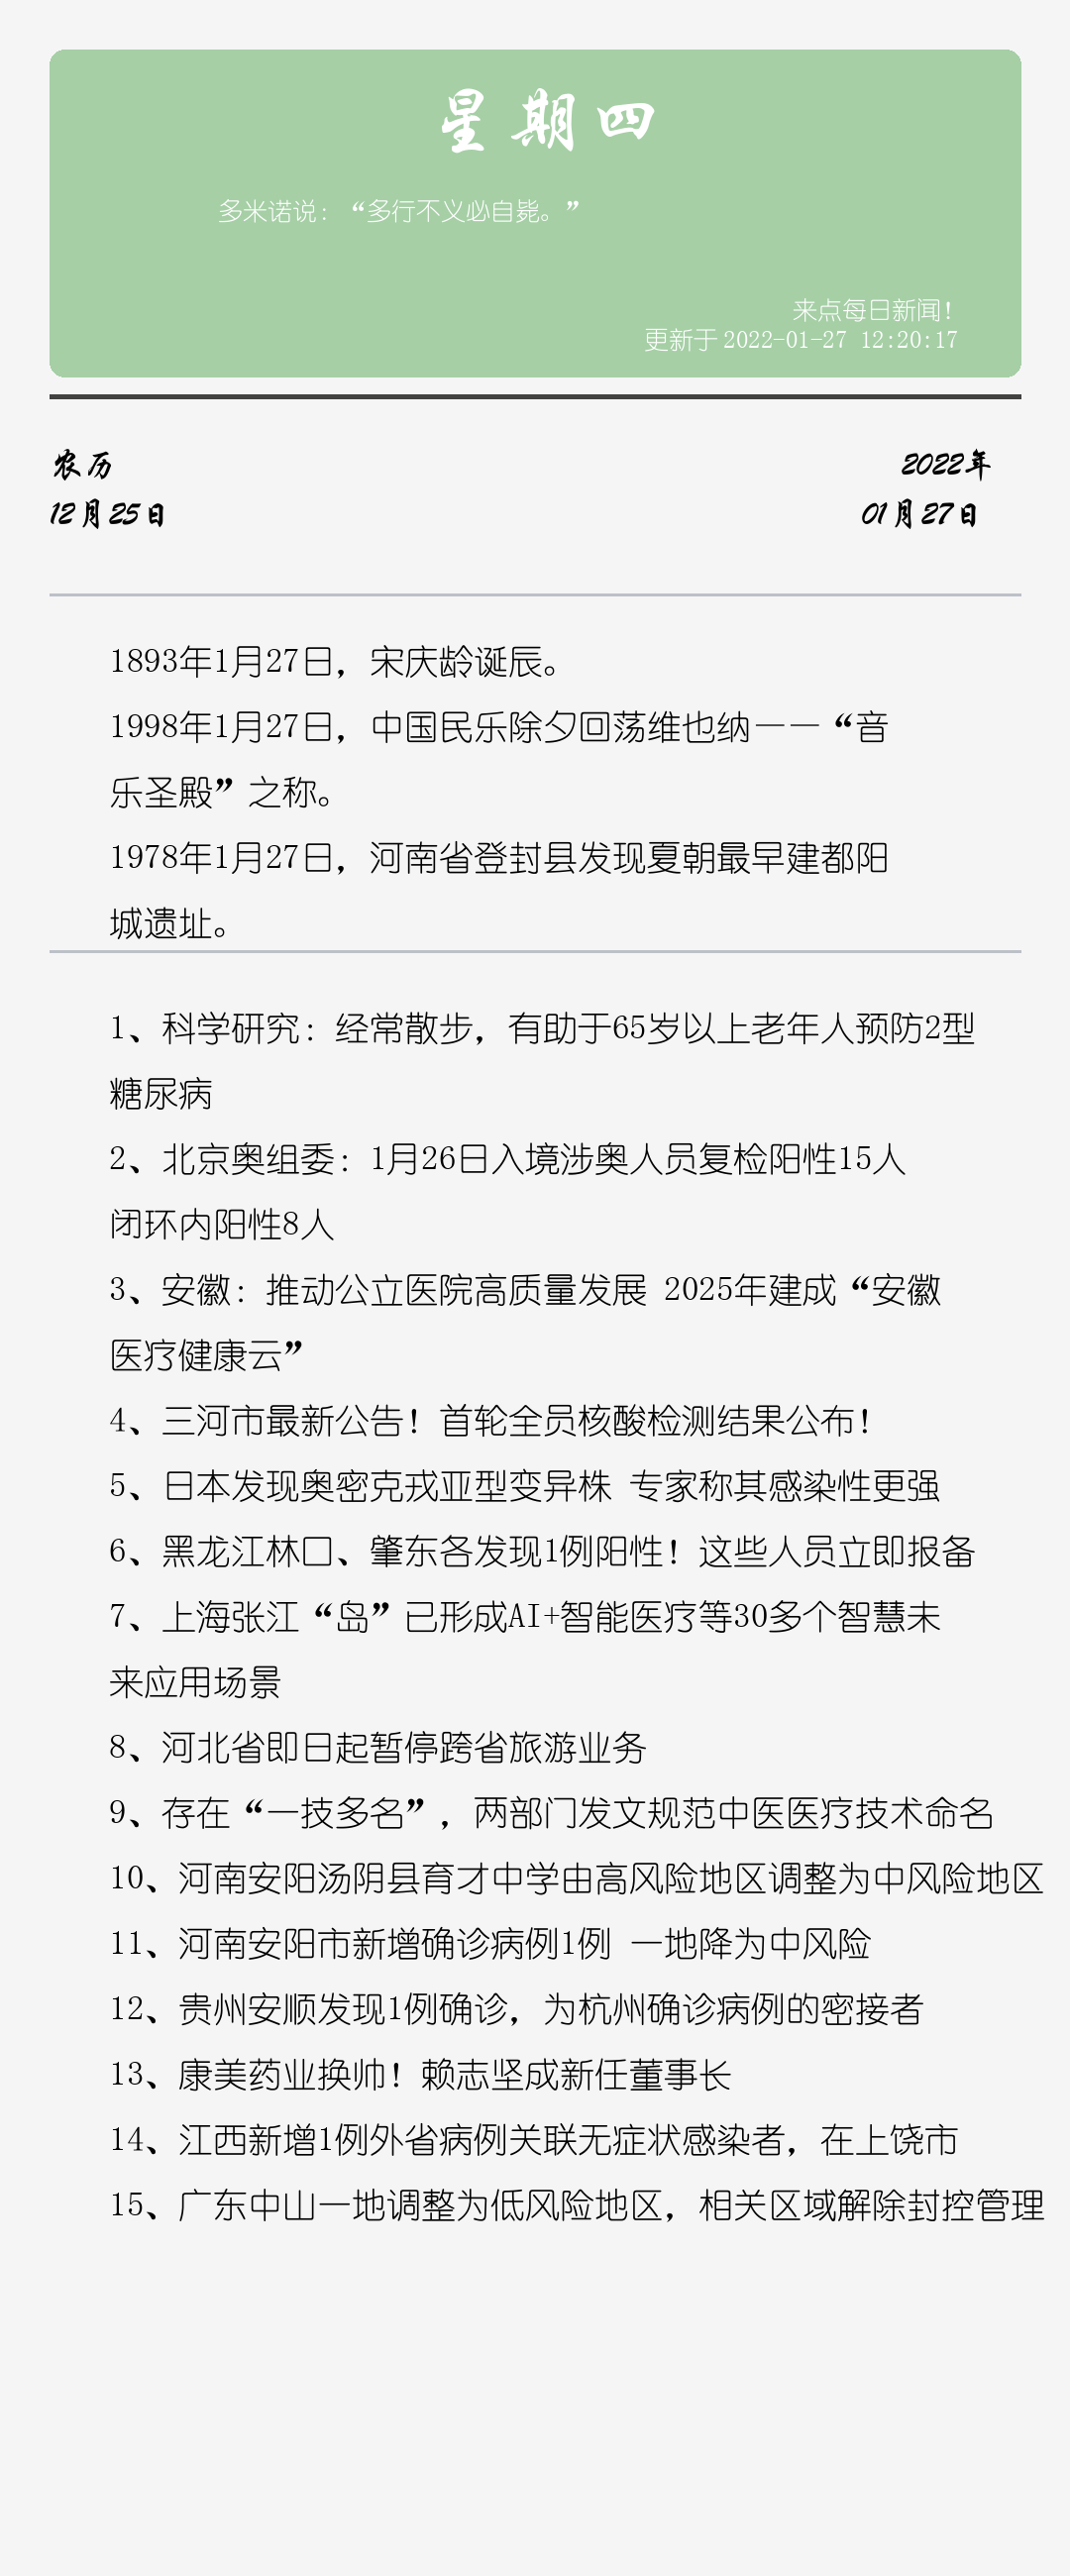 星期四
多米诺说：“多行不义必自毙。”
来点每日新闻！
更新于 2022-01-27 12:20:17
农历
2022年
12月25日
01月27日
1893年1月27日，宋庆龄诞辰。
1998年1月27日，中国民乐除夕回荡维也纳——“音
乐圣殿”之称。
1978年1月27日，河南省登封县发现夏朝最早建都阳
城遗址。
1、科学研究：经常散步，有助于65岁以上老年人预防2型
糖尿病
2、北京奥组委：1月26日入境涉奥人员复检阳性15人
闭环内阳性8人
3、安徽：推动公立医院高质量发展 2025年建成“安徽
医疗健康云”
4、三河市最新公告！首轮全员核酸检测结果公布！
5、日本发现奥密克戎亚型变异株 专家称其感染性更强
6、黑龙江林口、肇东各发现1例阳性！这些人员立即报备
7、上海张江“岛”已形成AI+智能医疗等30多个智慧未
来应用场景
8、河北省即日起暂停跨省旅游业务
9、存在“一技多名”，两部门发文规范中医医疗技术命名
10、河南安阳汤阴县育才中学由高风险地区调整为中风险地区
11、河南安阳市新增确诊病例1例 一地降为中风险
12、贵州安顺发现1例确诊，为杭州确诊病例的密接者
13、康美药业换帅！赖志坚成新任董事长
14、江西新增1例外省病例关联无症状感染者，在上饶市
15、广东中山一地调整为低风险地区，相关区域解除封控管理